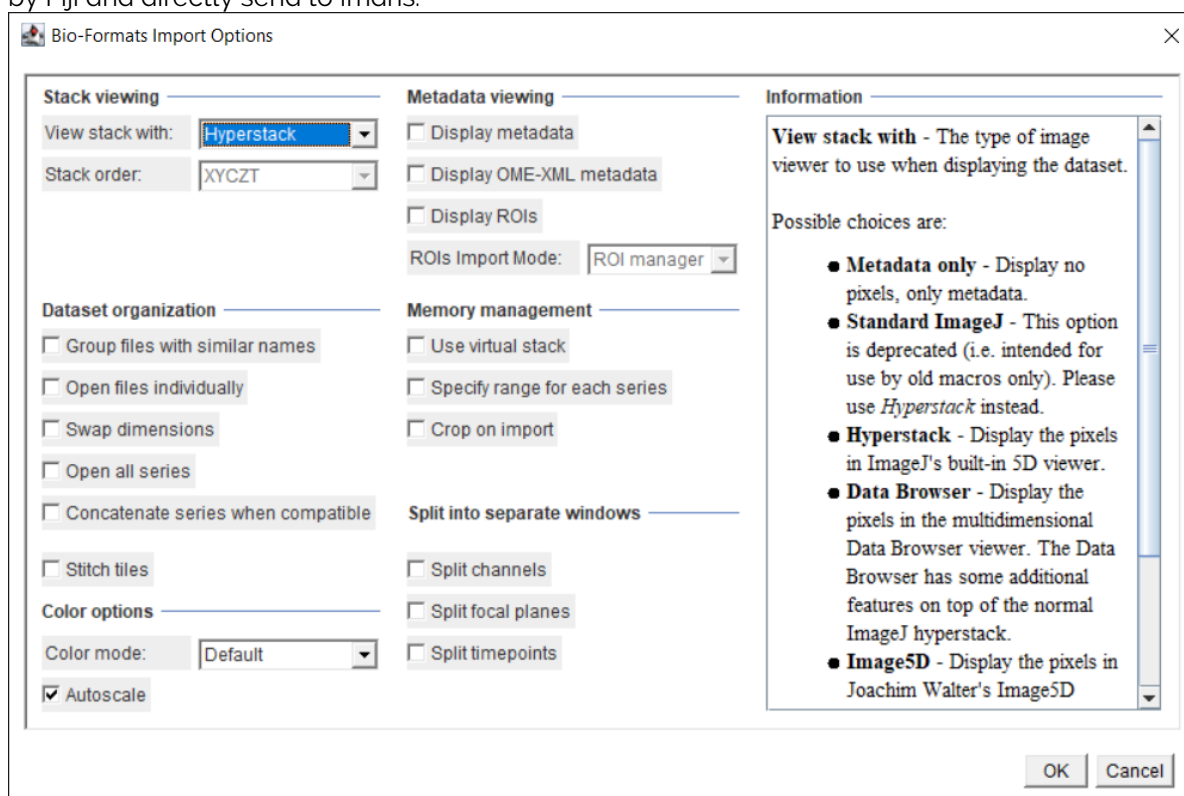 by Fiji and directly send to Imaris.
Bio-Formats Import Options
Stack viewing
View stack with: Hyperstack
Stack order: XYCZT
Metadata viewing
Display metadata
Display OME-XML metadata
Display ROIs
ROIs Import Mode: ROI manager
Dataset organization
Group files with similar names
Open files individually
Swap dimensions
Open all series
Concatenate series when compatible
Stitch tiles
Memory management
Use virtual stack
Specify range for each series
Crop on import
Split into separate windows
Split channels
Split focal planes
Split timepoints
Color options
Color mode: Default
Autoscale
Information
View stack with - The type of image
viewer to use when displaying the dataset.
Possible choices are:
Metadata only - Display no
pixels, only metadata.
Standard ImageJ - This option
is deprecated (i.e. intended for
use by old macros only). Please
use Hyperstack instead.
Hyperstack - Display the pixels
in ImageJ's built-in 5D viewer.
Data Browser - Display the
pixels in the multidimensional
Data Browser viewer. The Data
Browser has some additional
features on top of the normal
ImageJ hyperstack.
Image5D - Display the pixels in
Joachim Walter's Image5D
OK Cancel